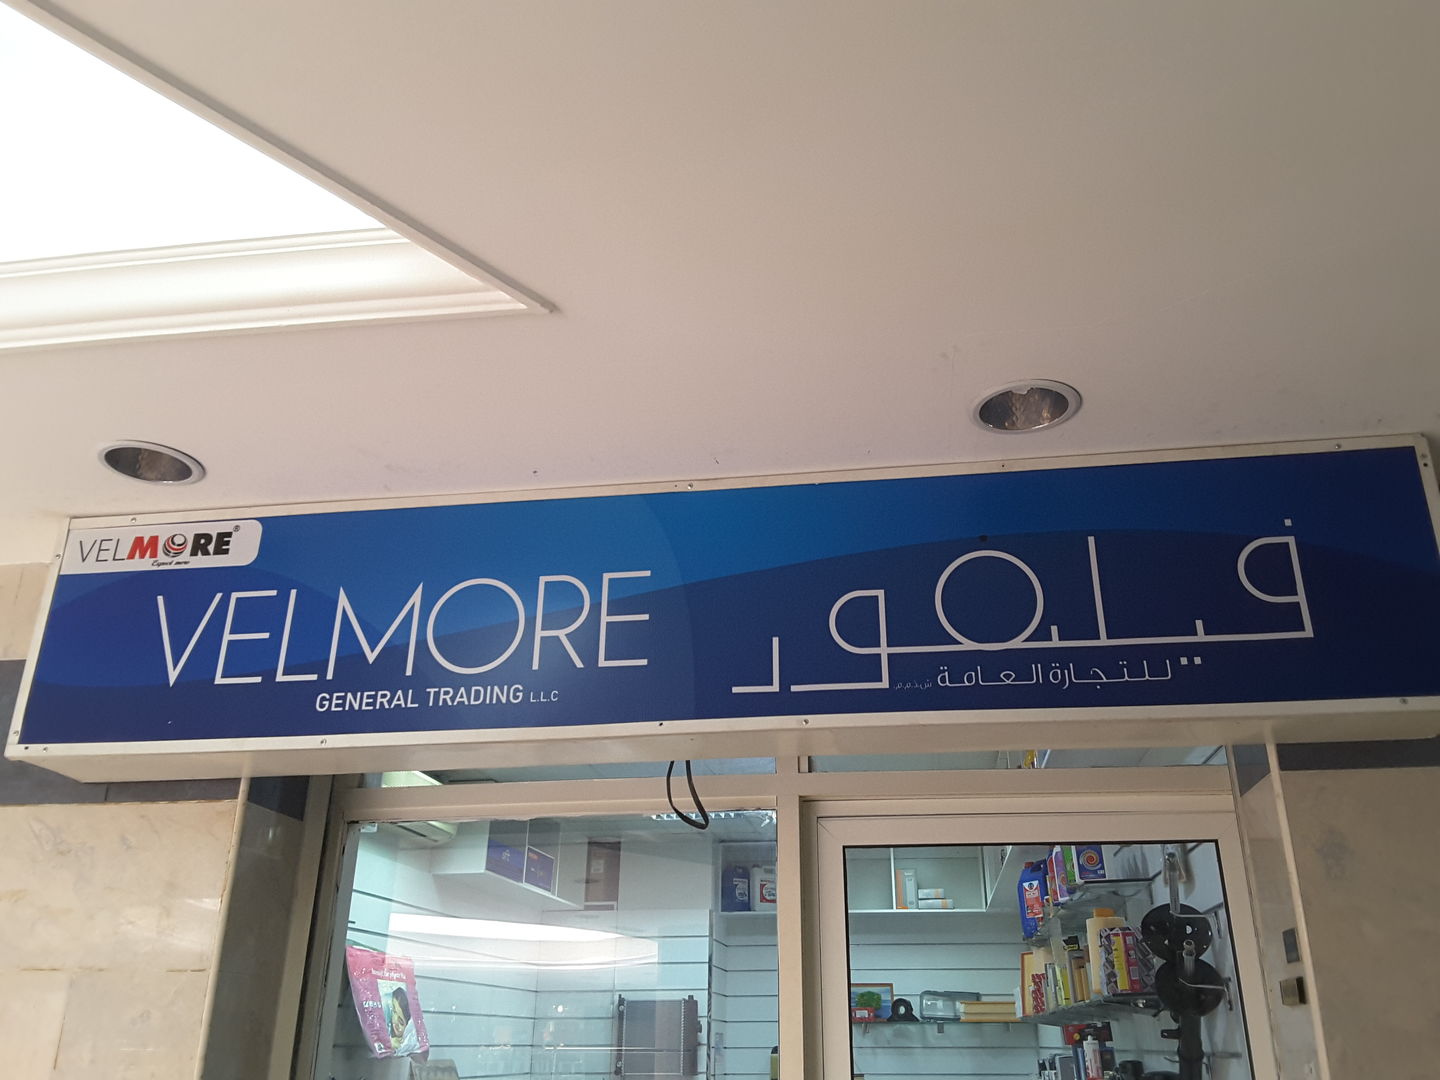 VELMORE®
Expect more
VELMORE
GENERAL TRADING L.L.C
فيلمور
للتجارة العامة ش.ذ.م.م.